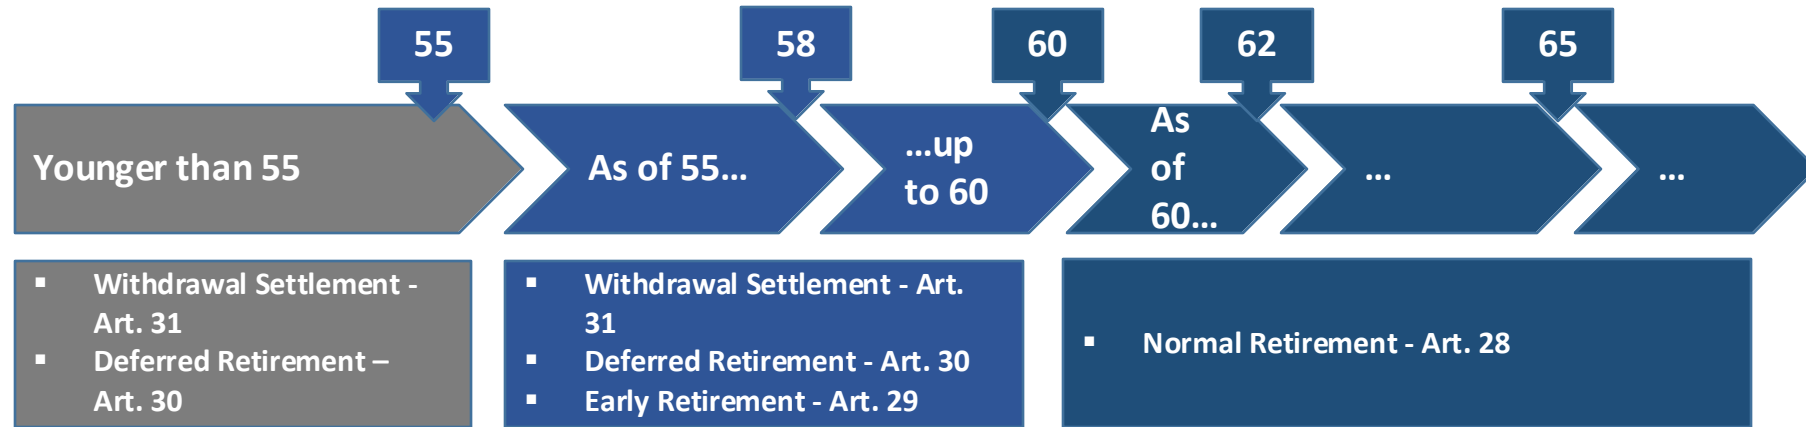 55
58
60
62
65
Younger than 55
As of 55...
...up
to 60
As
of
60...
...
...
▪ Withdrawal Settlement -
Art. 31
▪ Deferred Retirement –
Art. 30
▪ Withdrawal Settlement - Art.
31
▪ Deferred Retirement - Art. 30
▪ Early Retirement - Art. 29
▪ Normal Retirement - Art. 28